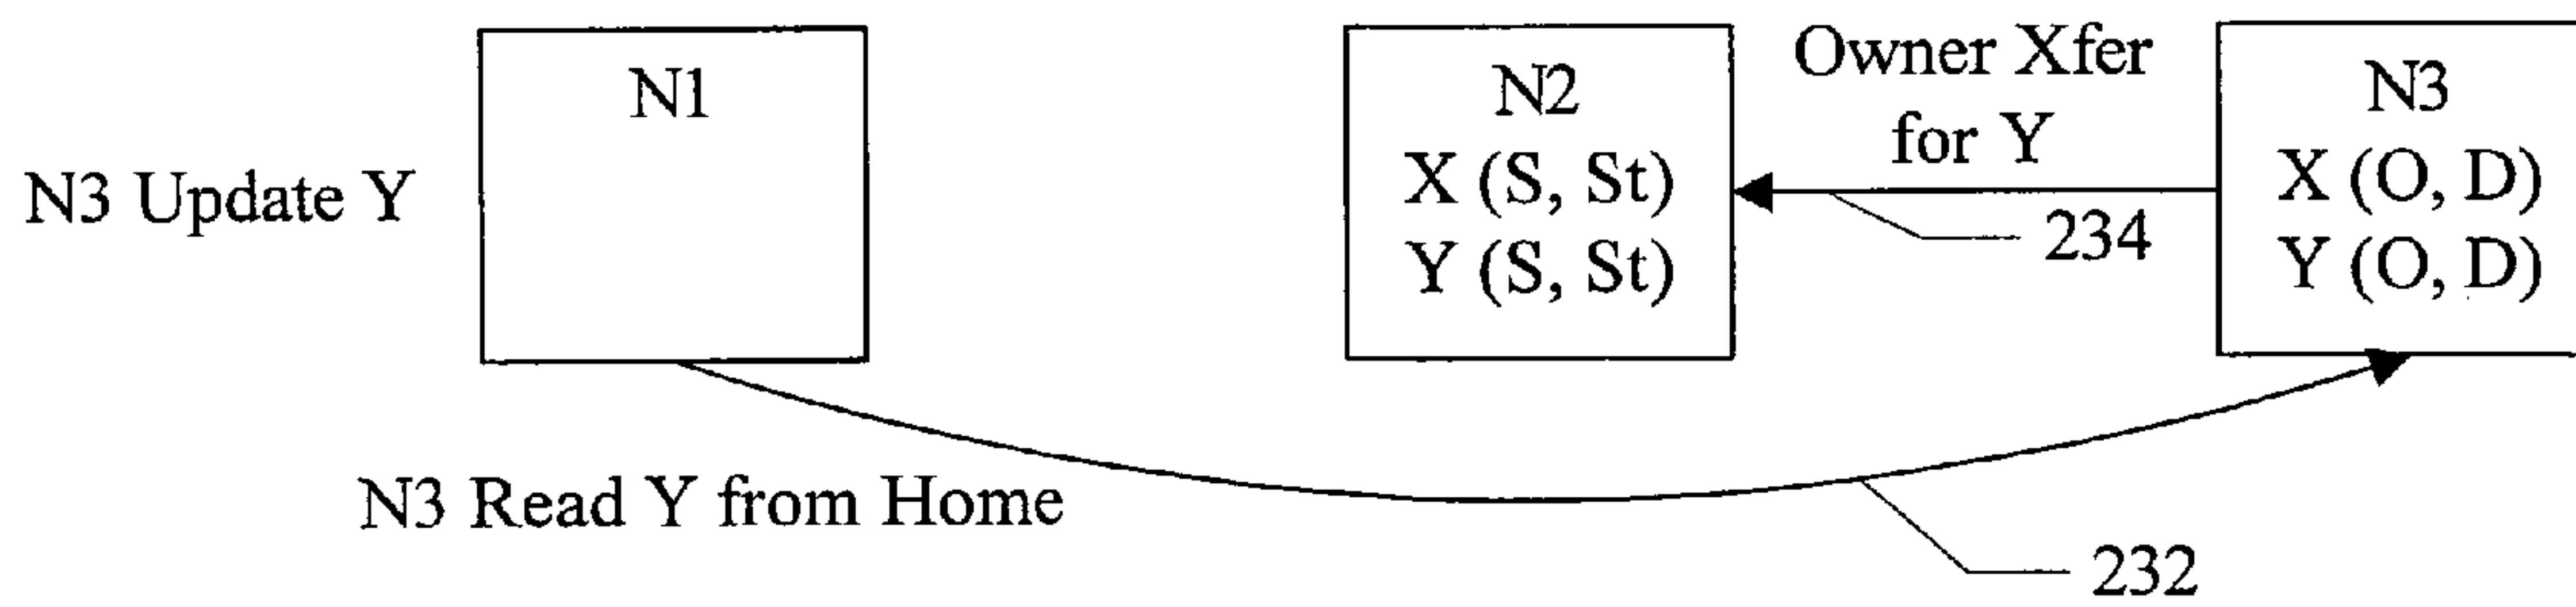 N3 Update Y
N1
N2
X (S, St)
Y (S, St)
Owner Xfer
for Y
234
N3
X (O, D)
Y (O, D)
N3 Read Y from Home
232